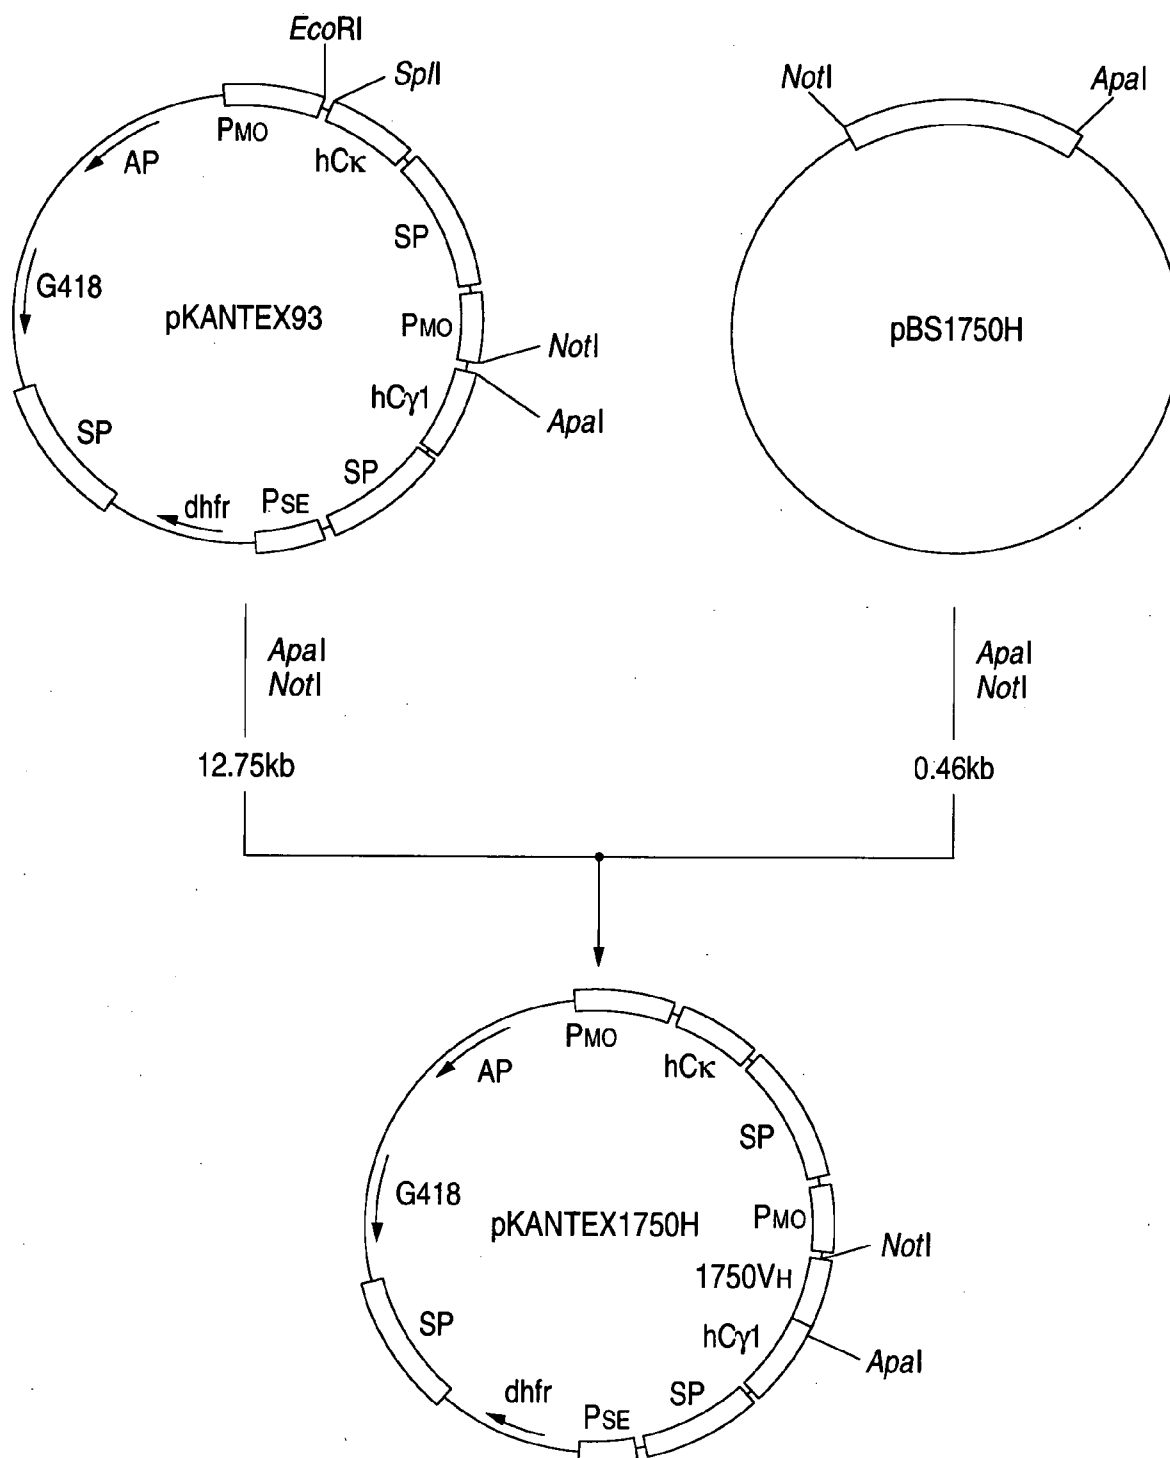 EcoRI
SplI
PMO
hCκ
AP
SP
G418
pKANTEX93
PMO
NotI
hCγ1
ApaI
SP
SP
dhfr
PSE
NotI
ApaI
pBS1750H
ApaI
NotI
12.75kb
ApaI
NotI
0.46kb
PMO
hCκ
AP
SP
G418
pKANTEX1750H
PMO
NotI
1750VH
hCγ1
ApaI
SP
SP
dhfr
PSE